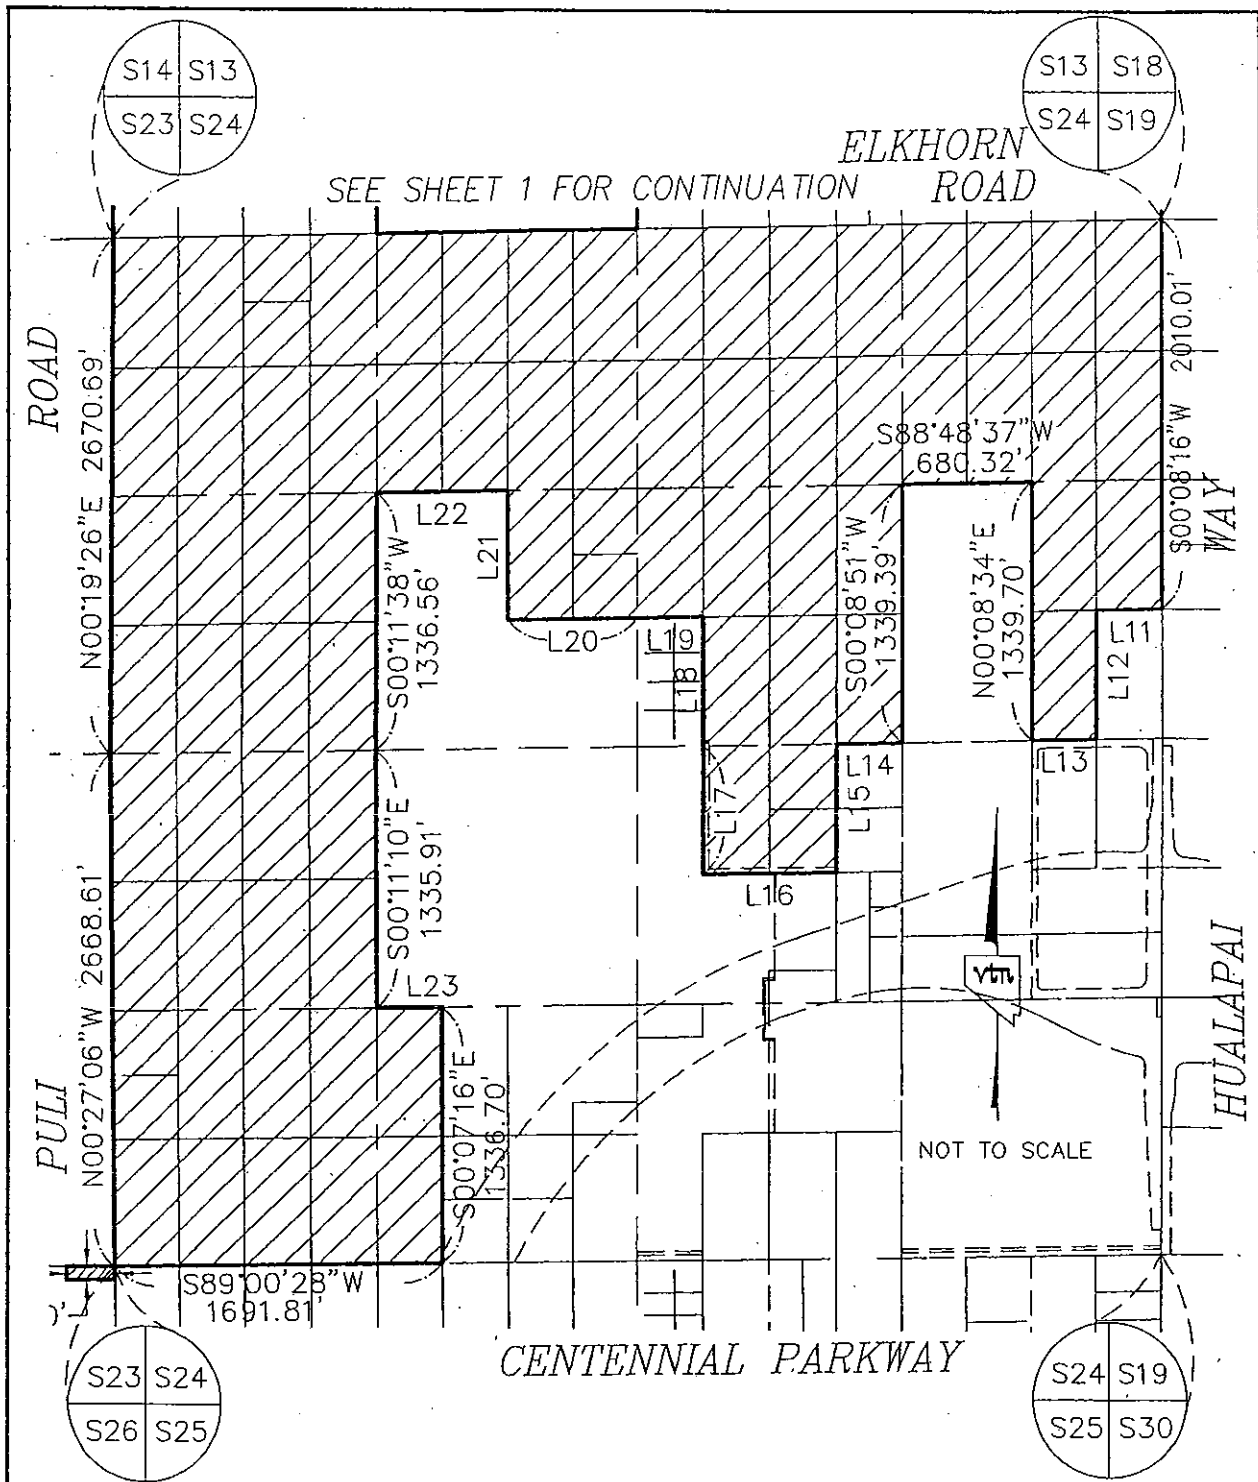 S14 S13
S23 S24
S13 S18
S24 S19
ELKHORN
ROAD
SEE SHEET 1 FOR CONTINUATION
ROAD
N00°19'26"E 2670.69'
S00°08'16"W 2010.01'
WAY
S88°48'37"W
680.32'
L22
L21
S00°11'38"W
1336.56'
L20
L19
L18
S00°08'51"W
1339.39'
N00°08'34"E
1339.70'
L11
L12
L13
L14
L15
L17
L16
S00°11'10"E
1335.91'
L23
N00°27'06"W 2668.61'
PULI
S00°07'16"E
1336.70'
vtn
HUALAPAI
NOT TO SCALE
S89°00'28"W
1691.81'
)'
CENTENNIAL PARKWAY
S23 S24
S26 S25
S24 S19
S25 S30